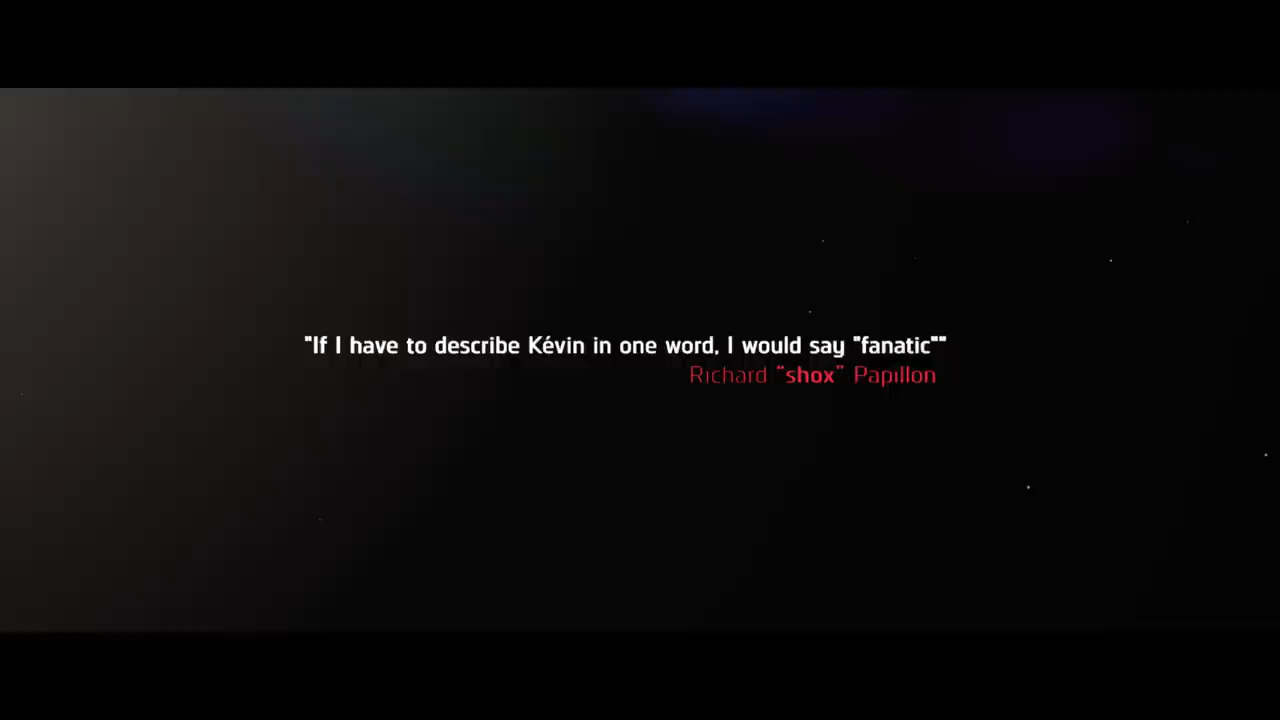 "If I have to describe Kévin in one word, I would say "fanatic""
Richard “shox” Papillon